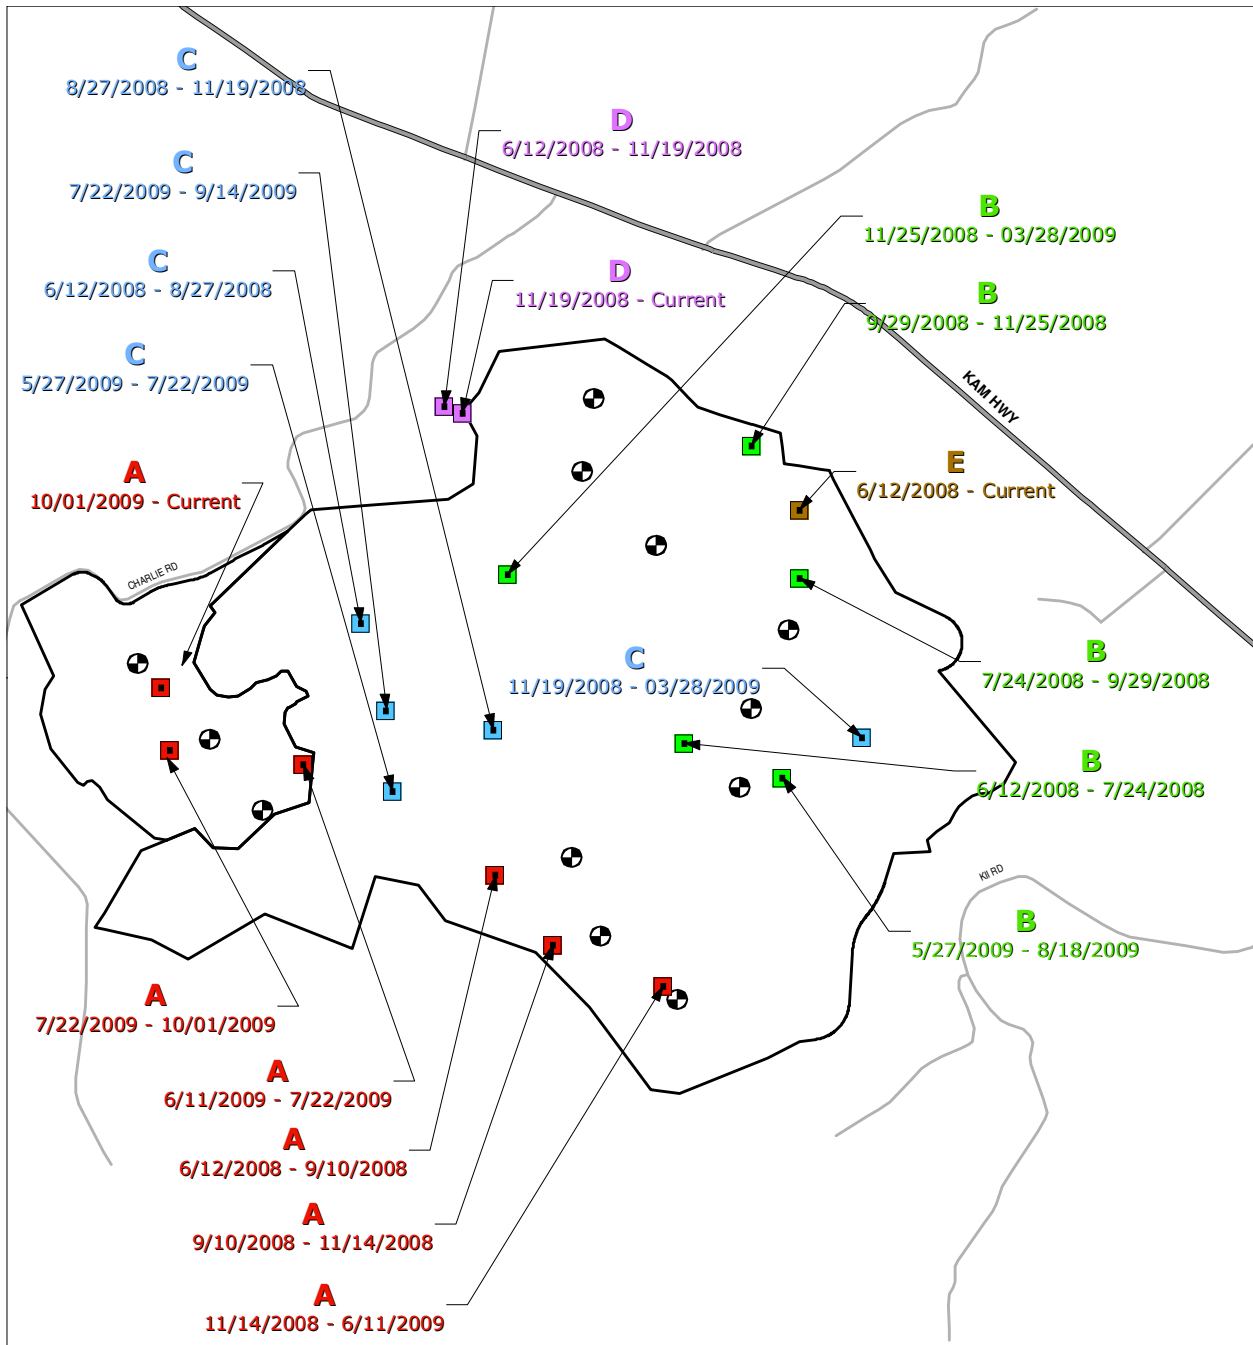 C
8/27/2008 - 11/19/2008
D
6/12/2008 - 11/19/2008
C
7/22/2009 - 9/14/2009
B
11/25/2008 - 03/28/2009
C
6/12/2008 - 8/27/2008
D
11/19/2008 - Current
B
9/29/2008 - 11/25/2008
C
5/27/2009 - 7/22/2009
KAM HWY
A
10/01/2009 - Current
E
6/12/2008 - Current
CHARLIE RD
C
11/19/2008 - 03/28/2009
B
7/24/2008 - 9/29/2008
B
6/12/2008 - 7/24/2008
KII RD
B
5/27/2009 - 8/18/2009
A
7/22/2009 - 10/01/2009
A
6/11/2009 - 7/22/2009
A
6/12/2008 - 9/10/2008
A
9/10/2008 - 11/14/2008
A
11/14/2008 - 6/11/2009